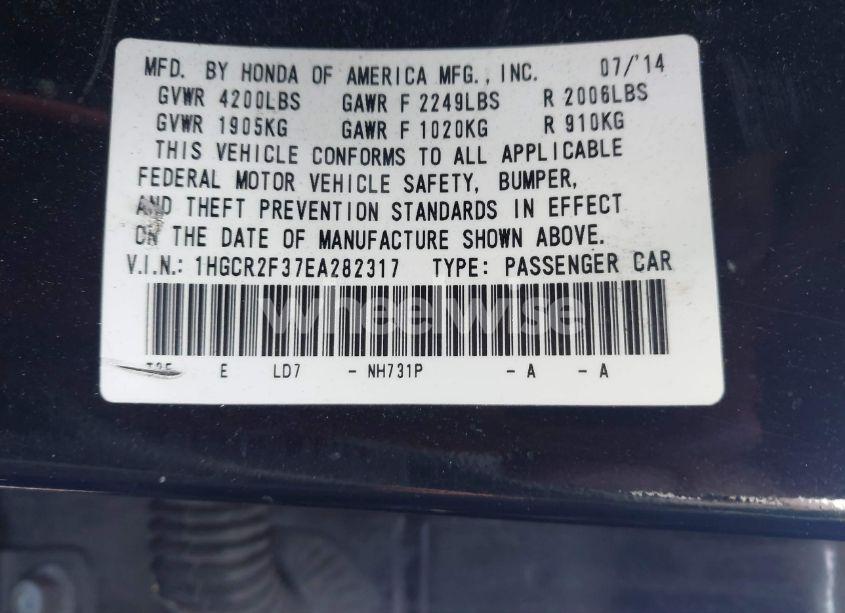 MFD. BY HONDA OF AMERICA MFG., INC. 07/'14
GVWR 4200LBS GAWR F 2249LBS R 2006LBS
GVWR 1905KG GAWR F 1020KG R 910KG
THIS VEHICLE CONFORMS TO ALL APPLICABLE
FEDERAL MOTOR VEHICLE SAFETY, BUMPER,
AND THEFT PREVENTION STANDARDS IN EFFECT
ON THE DATE OF MANUFACTURE SHOWN ABOVE.
V.I.N.: 1HGCR2F37EA282317 TYPE: PASSENGER CAR
wheelwise
E LD7 - NH731P - A - A